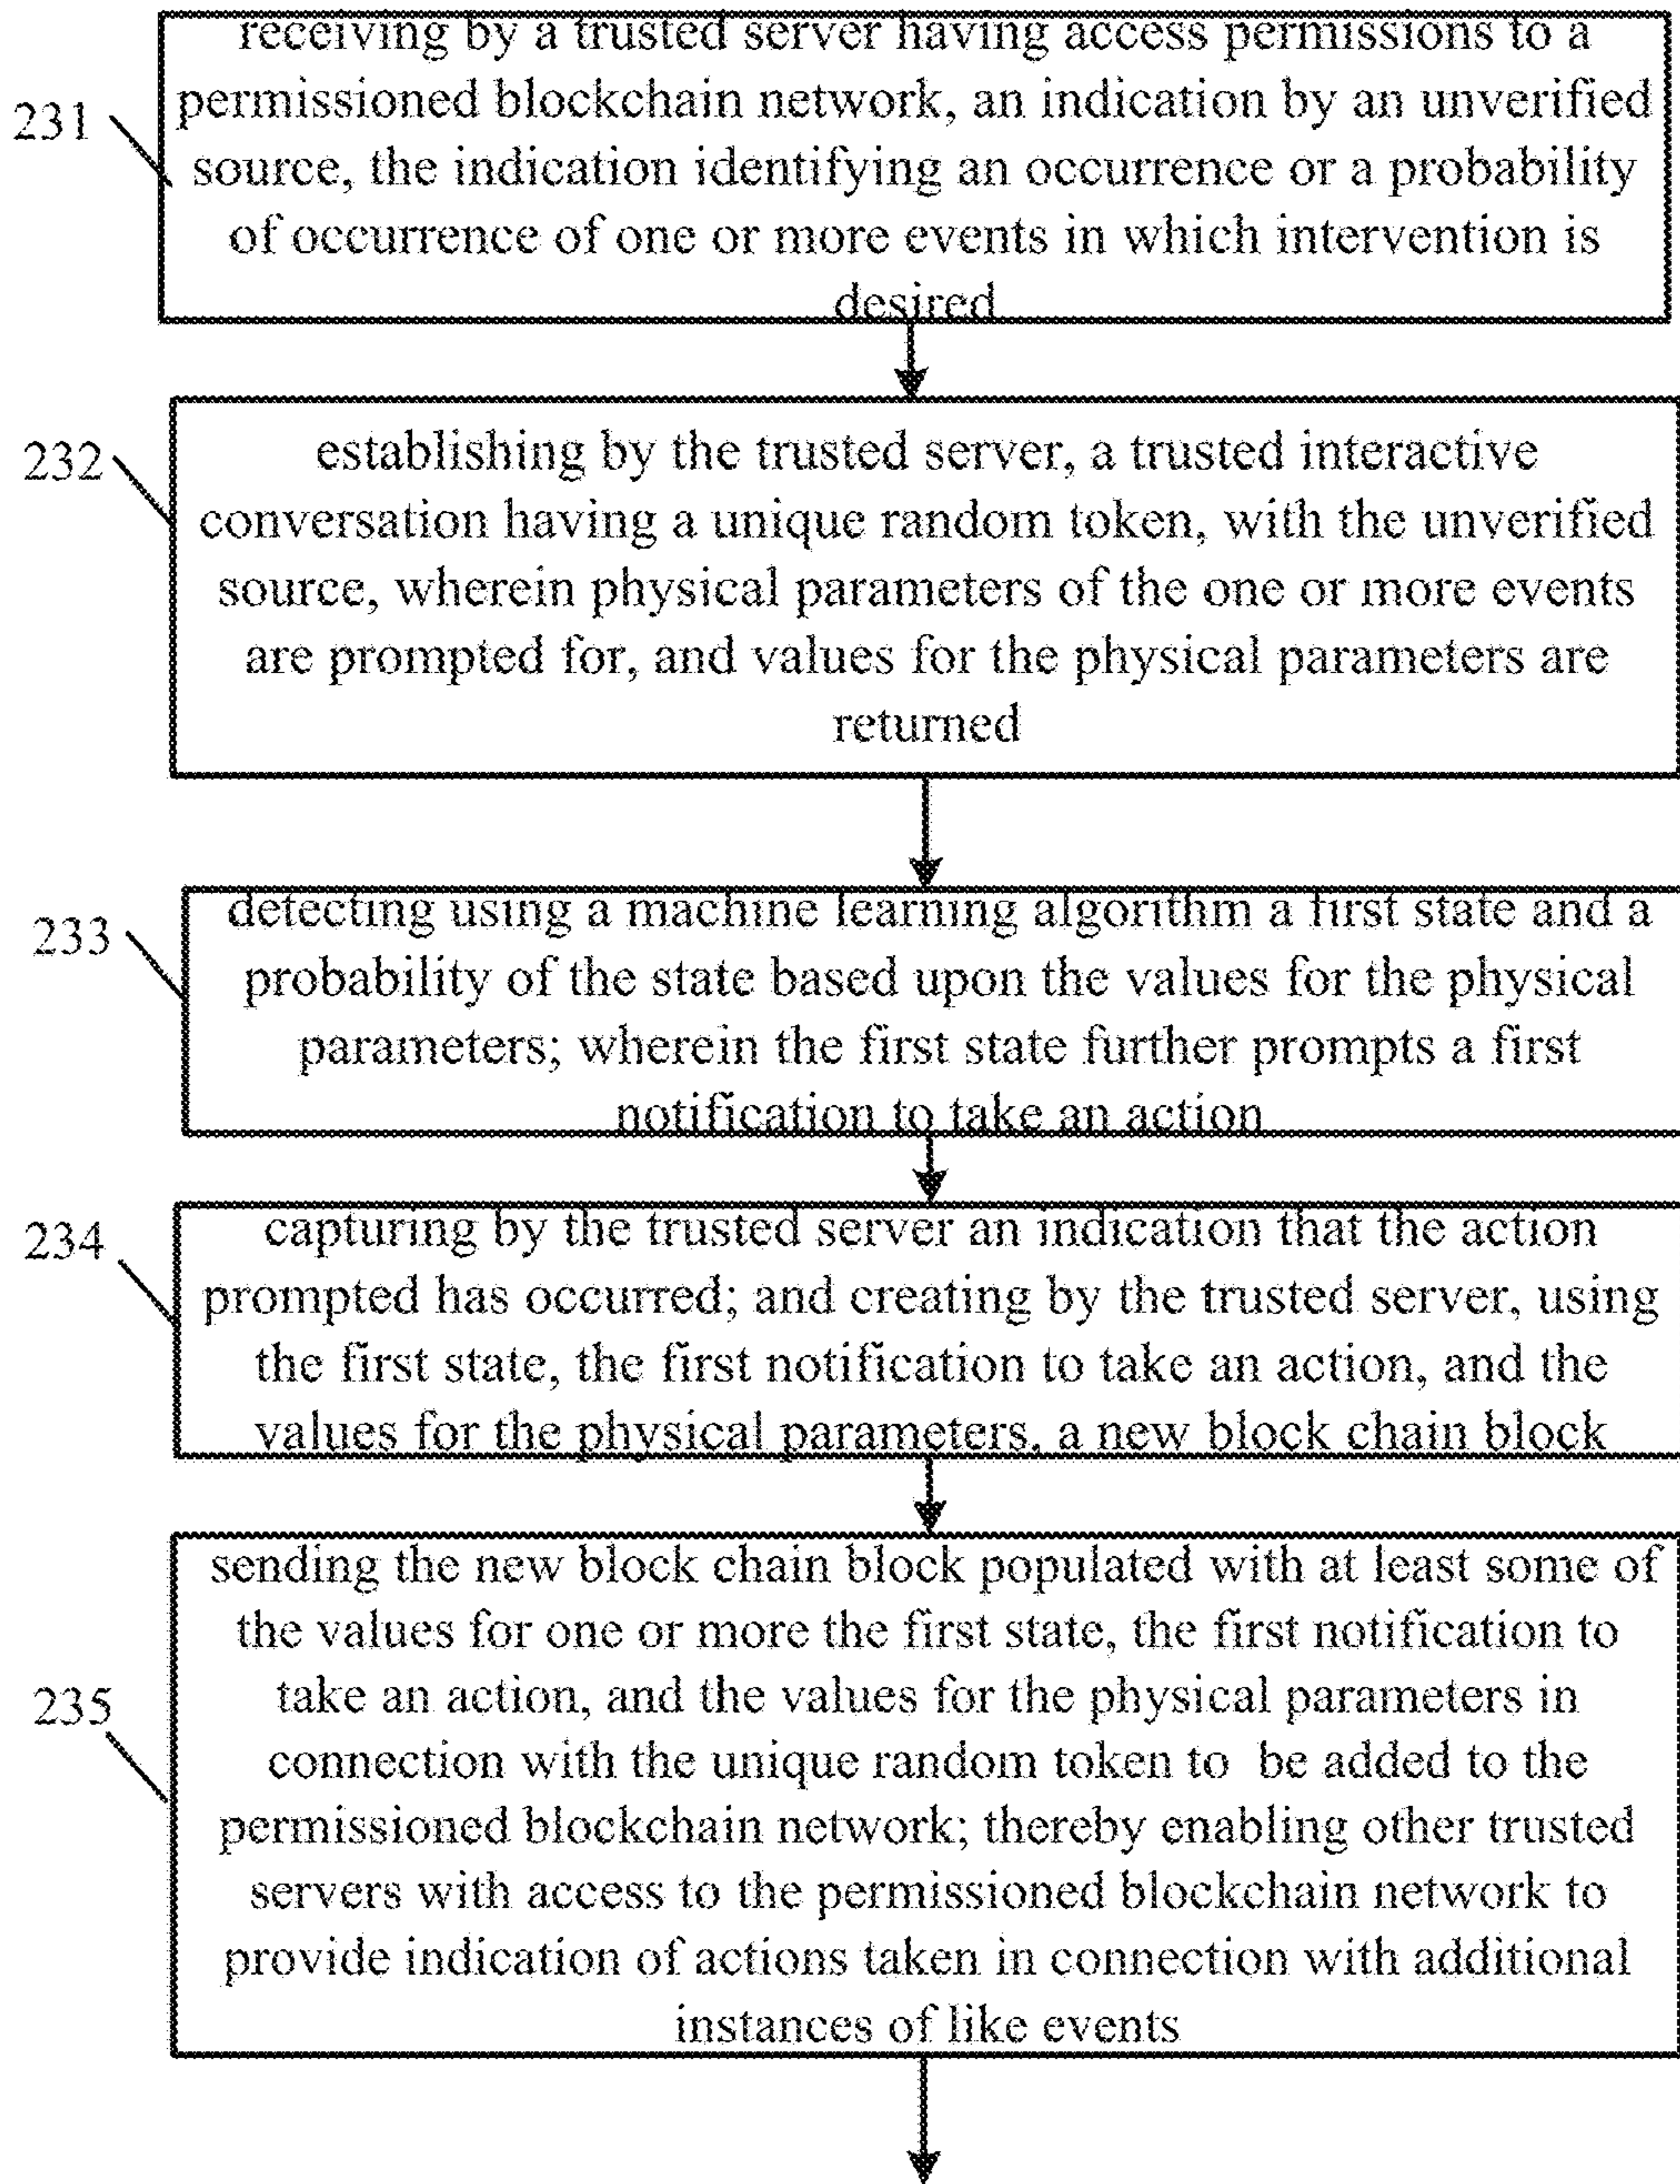 receiving by a trusted server having access permissions to a
231
permissioned blockchain network, an indication by an unverified
source, the indication identifying an occurrence or a probability
of occurrence of one or more events in which intervention is
desired
232
establishing by the trusted server, a trusted interactive
conversation having a unique random token, with the unverified
source, wherein physical parameters of the one or more events
are prompted for, and values for the physical parameters are
returned
233
detecting using a machine learning algorithm a first state and a
probability of the state based upon the values for the physical
parameters; wherein the first state further prompts a first
notification to take an action
234
capturing by the trusted server an indication that the action
prompted has occurred; and creating by the trusted server, using
the first state, the first notification to take an action, and the
values for the physical parameters, a new block chain block
235
sending the new block chain block populated with at least some of
the values for one or more the first state, the first notification to
take an action, and the values for the physical parameters in
connection with the unique random token to be added to the
permissioned blockchain network; thereby enabling other trusted
servers with access to the permissioned blockchain network to
provide indication of actions taken in connection with additional
instances of like events